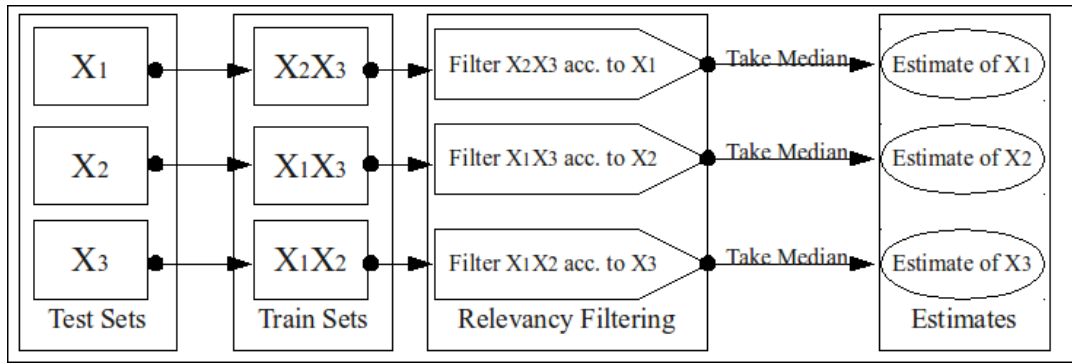 X1 X2X3 Filter X2X3 acc. to X1 Take Median Estimate of X1
X2 X1X3 Filter X1X3 acc. to X2 Take Median Estimate of X2
X3 X1X2 Filter X1X2 acc. to X3 Take Median Estimate of X3
Test Sets Train Sets Relevancy Filtering Estimates